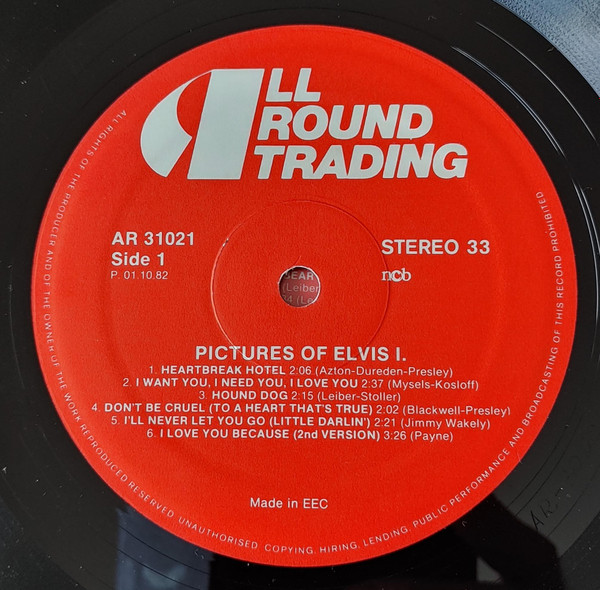 ALL
ROUND
TRADING
AR 31021
Side 1
P. 01.10.82
STEREO 33
ncb
BEAR
(Leiber
PICTURES OF ELVIS I.
1. HEARTBREAK HOTEL 2:06 (Azton-Dureden-Presley)
2. I WANT YOU, I NEED YOU, I LOVE YOU 2:37 (Mysels-Kosloff)
3. HOUND DOG 2:15 (Leiber-Stoller)
4. DON'T BE CRUEL (TO A HEART THAT'S TRUE) 2:02 (Blackwell-Presley)
5. I'LL NEVER LET YOU GO (LITTLE DARLIN') 2:21 (Jimmy Wakely)
6. I LOVE YOU BECAUSE (2nd VERSION) 3:26 (Payne)
Made in EEC
ALL RIGHTS OF THE PRODUCER AND OF THE OWNER OF THE WORK REPRODUCED RESERVED. UNAUTHORISED COPYING, HIRING, LENDING, PUBLIC PERFORMANCE AND BROADCASTING OF THIS RECORD PROHIBITED